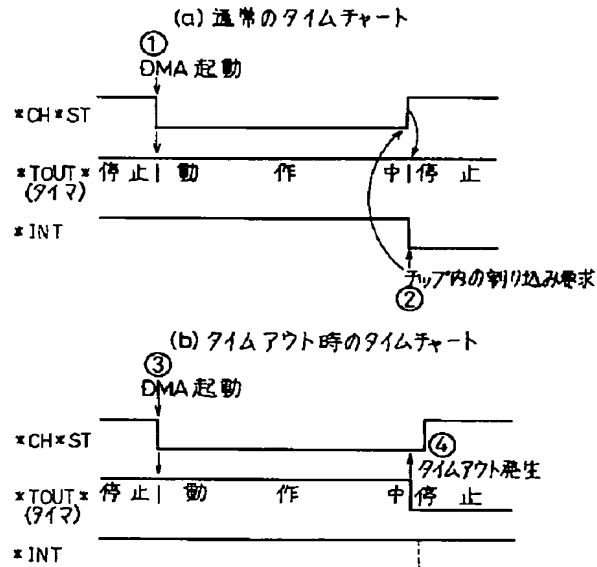 (a) 通常のタイムチャート
①
DMA 起動
*CH*ST
*TOUT* 停止 動 作 中 停 止
(タイマ)
*INT
チップ内の割り込み要求
②
(b) タイムアウト時のタイムチャート
③
DMA 起動
*CH*ST
④
タイムアウト発生
*TOUT* 停止 動 作 中 停 止
(タイマ)
*INT